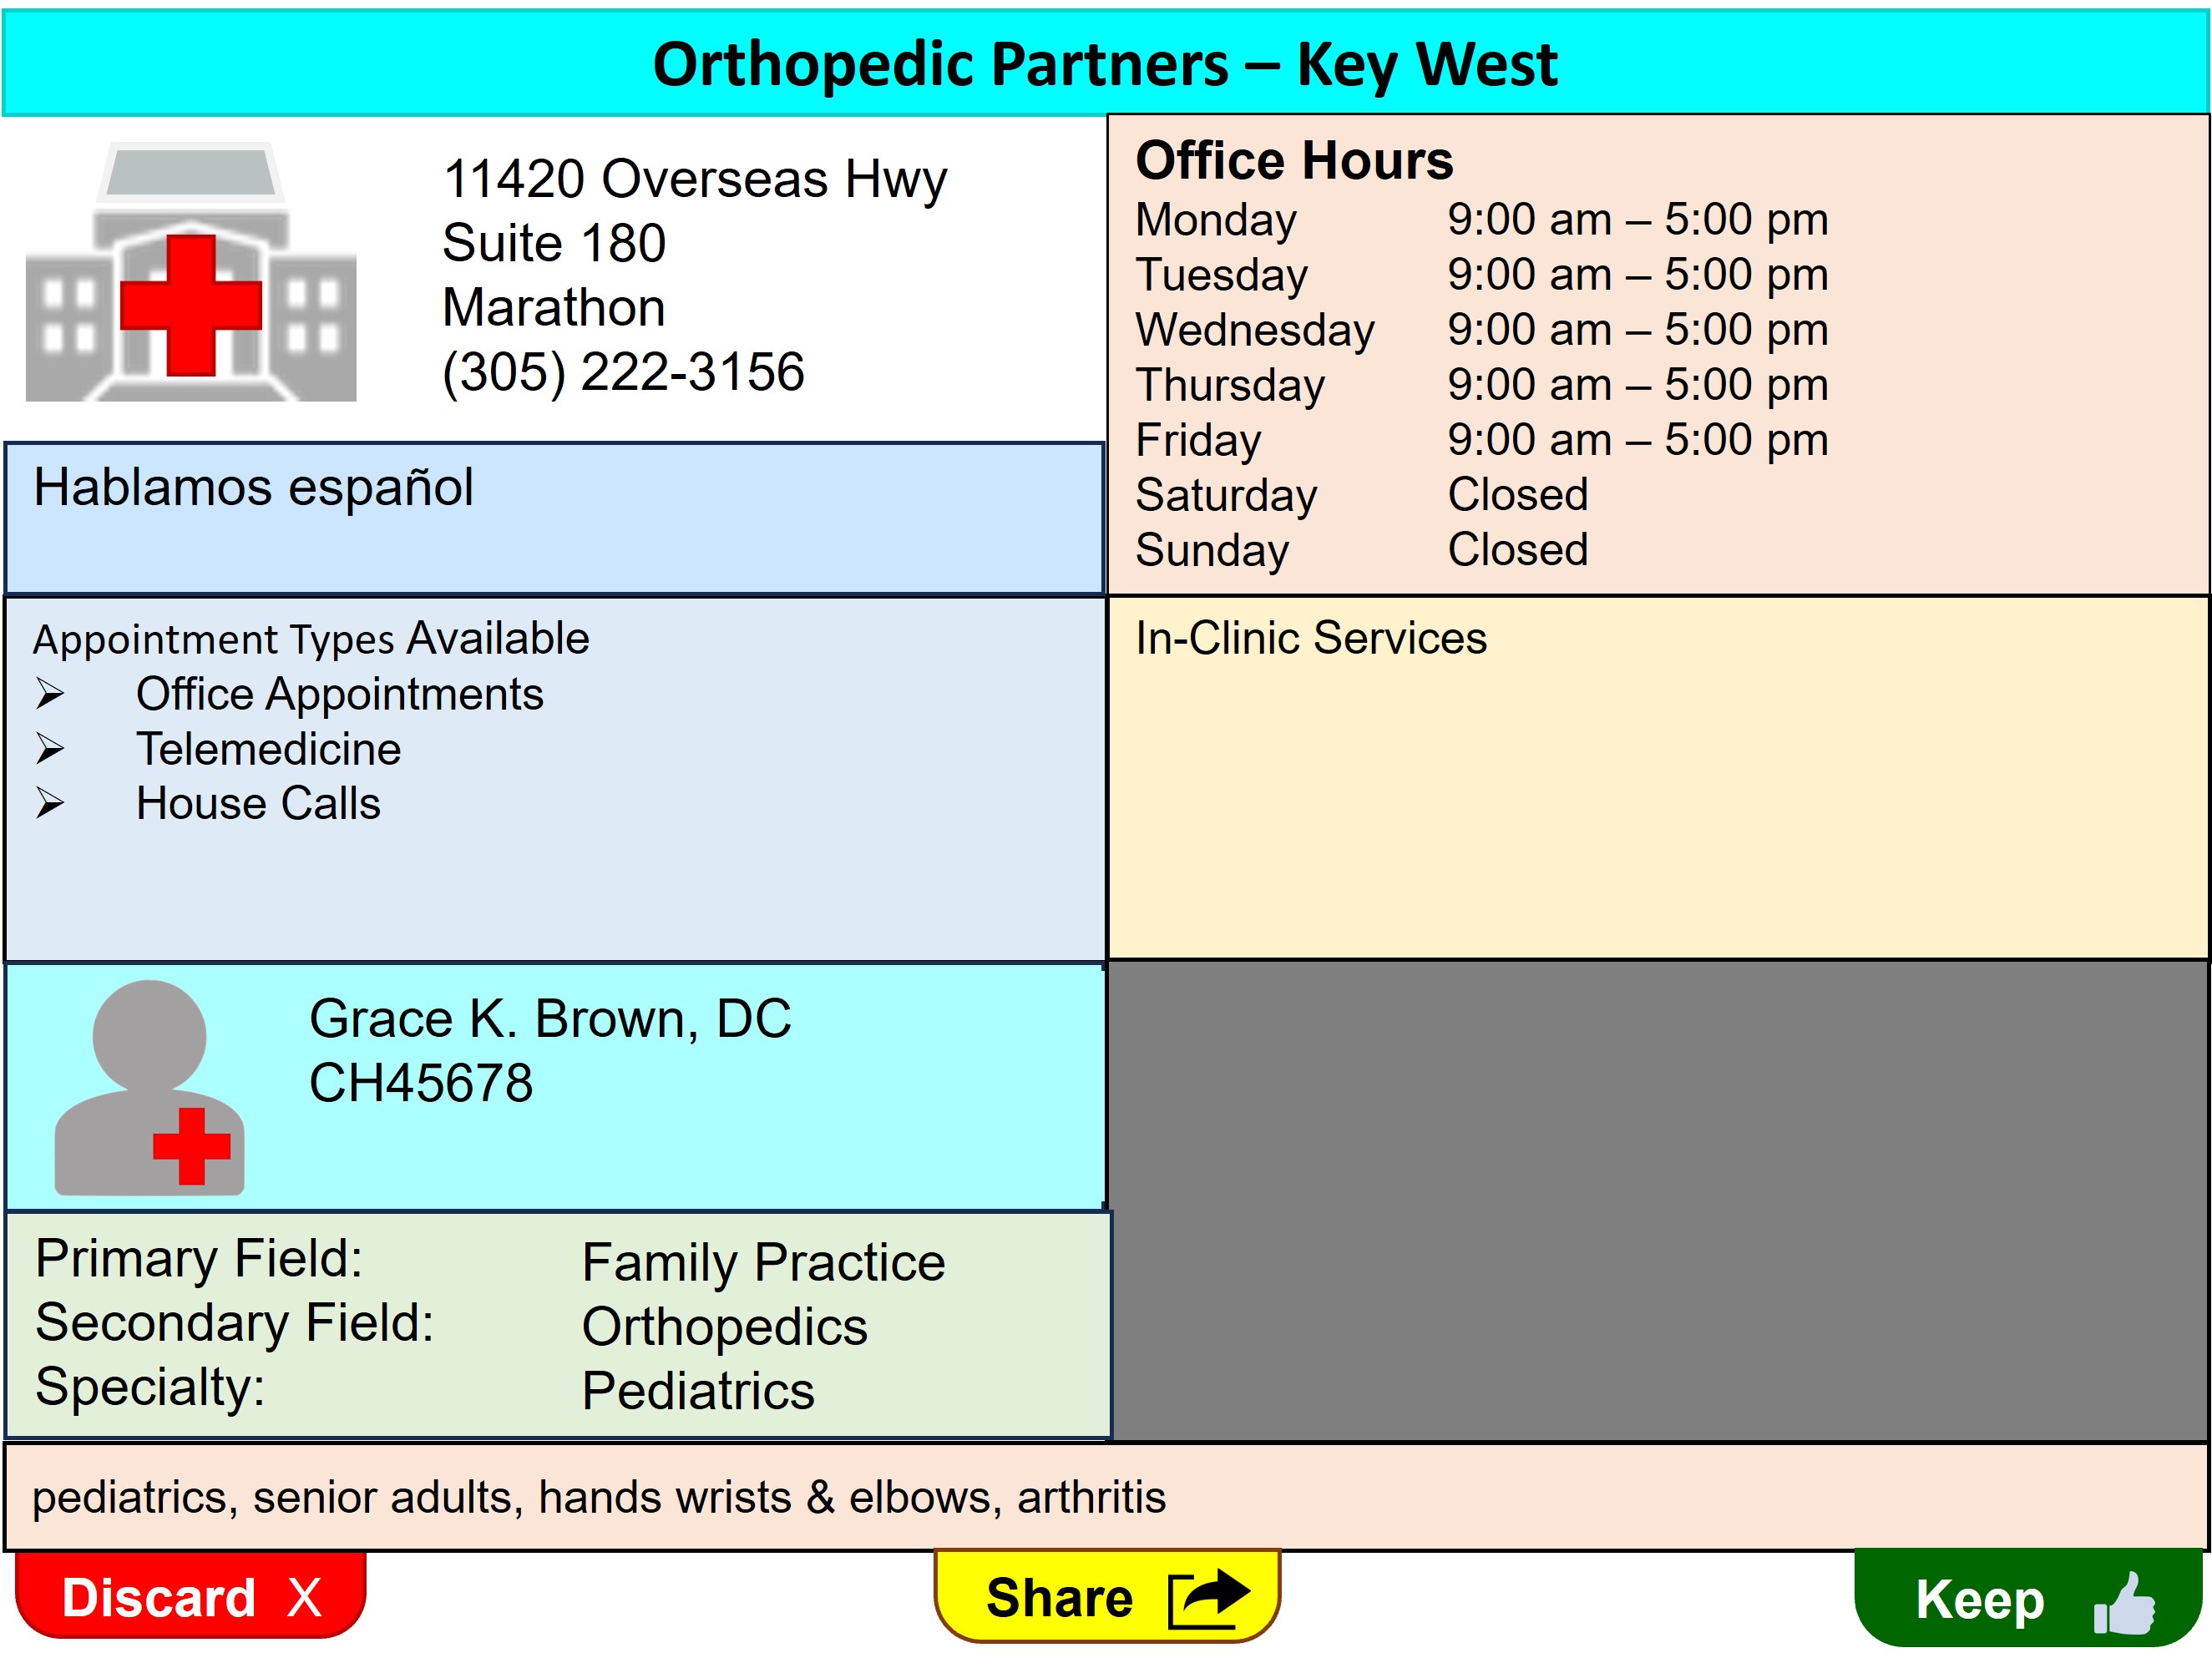 Orthopedic Partners – Key West
11420 Overseas Hwy
Suite 180
Marathon
(305) 222-3156
Office Hours
Monday 9:00 am – 5:00 pm
Tuesday 9:00 am – 5:00 pm
Wednesday 9:00 am – 5:00 pm
Thursday 9:00 am – 5:00 pm
Friday 9:00 am – 5:00 pm
Saturday Closed
Sunday Closed
Hablamos español
Appointment Types Available
➢ Office Appointments
➢ Telemedicine
➢ House Calls
In-Clinic Services
Grace K. Brown, DC
CH45678
Primary Field: Family Practice
Secondary Field: Orthopedics
Specialty: Pediatrics
pediatrics, senior adults, hands wrists & elbows, arthritis
Discard X
Share
Keep